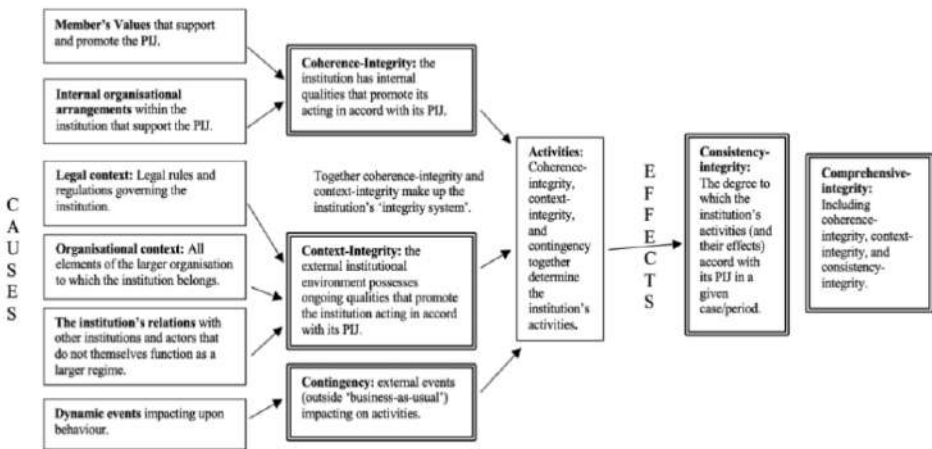 Member's Values that support
and promote the PIJ.
Internal organisational
arrangements within the
institution that support the PIJ.
Legal context: Legal rules and
regulations governing the
institution.
Organisational context: All
elements of the larger organisation
to which the institution belongs.
The institution's relations with
other institutions and actors that
do not themselves function as a
larger regime.
Dynamic events impacting upon
behaviour.
CAUSES
Coherence-Integrity: the
institution has internal
qualities that promote its
acting in accord with its PIJ.
Together coherence-integrity and
context-integrity make up the
institution's 'integrity system'.
Context-Integrity: the
external institutional
environment possesses
ongoing qualities that promote
the institution acting in accord
with its PIJ.
Contingency: external events
(outside 'business-as-usual')
impacting on activities.
Activities:
Coherence-
integrity,
context-
integrity,
and
contingency
together
determine
the
institution's
activities.
EFFECTS
Consistency-
integrity:
The degree to
which the
institution's
activities (and
their effects)
accord with
its PIJ in a
given
case/period.
Comprehensive-
integrity:
Including
coherence-
integrity, context-
integrity, and
consistency-
integrity.